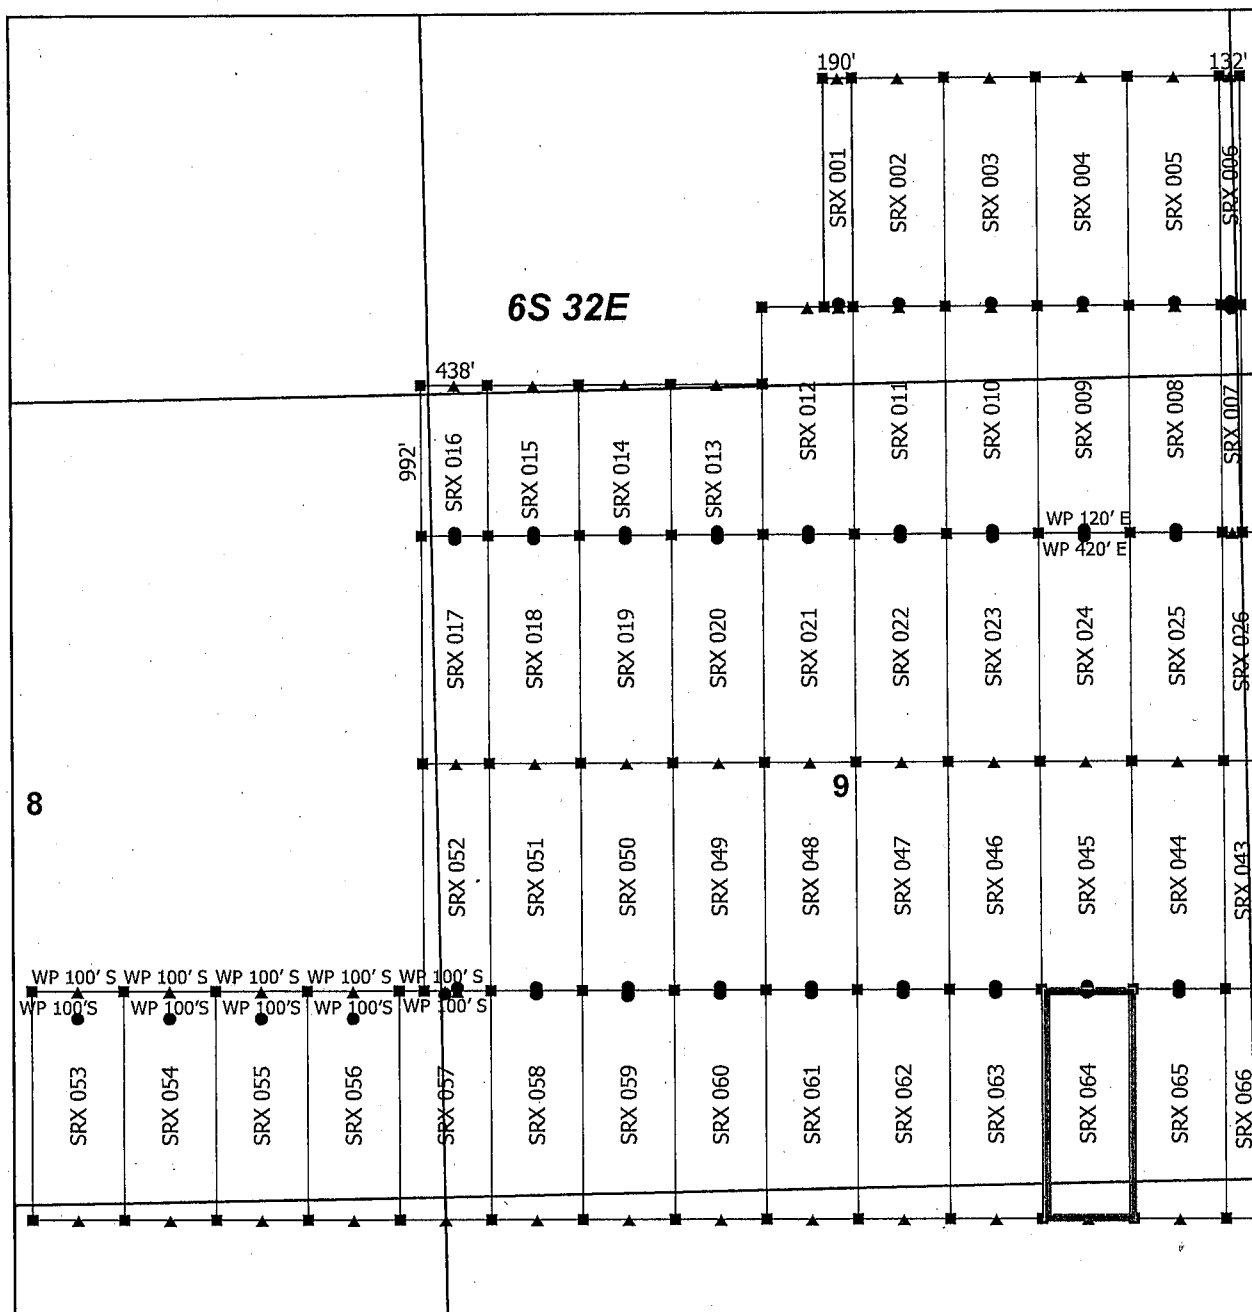 190'
132'
SRX 001
SRX 002
SRX 003
SRX 004
SRX 005
SRX 006
6S 32E
438'
992'
SRX 016
SRX 015
SRX 014
SRX 013
SRX 012
SRX 011
SRX 010
SRX 009
SRX 008
SRX 007
WP 120' E
WP 420' E
SRX 017
SRX 018
SRX 019
SRX 020
SRX 021
SRX 022
SRX 023
SRX 024
SRX 025
SRX 026
8
9
SRX 052
SRX 051
SRX 050
SRX 049
SRX 048
SRX 047
SRX 046
SRX 045
SRX 044
SRX 043
WP 100' S
WP 100' S
WP 100' S
WP 100' S
WP 100' S
WP 100'S
WP 100'S
WP 100'S
WP 100'S
WP 100' S
SRX 053
SRX 054
SRX 055
SRX 056
SRX 057
SRX 058
SRX 059
SRX 060
SRX 061
SRX 062
SRX 063
SRX 064
SRX 065
SRX 066